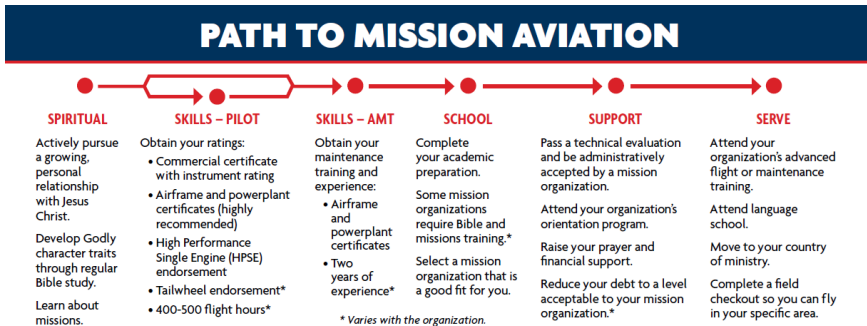 PATH TO MISSION AVIATION
SPIRITUAL
Actively pursue
a growing,
personal
relationship
with Jesus
Christ.
Develop Godly
character traits
through regular
Bible study.
Learn about
missions.
SKILLS – PILOT
Obtain your ratings:
• Commercial certificate
with instrument rating
• Airframe and powerplant
certificates (highly
recommended)
• High Performance
Single Engine (HPSE)
endorsement
• Tailwheel endorsement*
• 400-500 flight hours*
SKILLS – AMT
Obtain your
maintenance
training and
experience:
• Airframe
and
powerplant
certificates
• Two
years of
experience*
SCHOOL
Complete
your academic
preparation.
Some mission
organizations
require Bible and
missions training.*
Select a mission
organization that is
a good fit for you.
SUPPORT
Pass a technical evaluation
and be administratively
accepted by a mission
organization.
Attend your organization's
orientation program.
Raise your prayer and
financial support.
Reduce your debt to a level
acceptable to your mission
organization.*
SERVE
Attend your
organization's advanced
flight or maintenance
training.
Attend language
school.
Move to your country
of ministry.
Complete a field
checkout so you can fly
in your specific area.
* Varies with the organization.